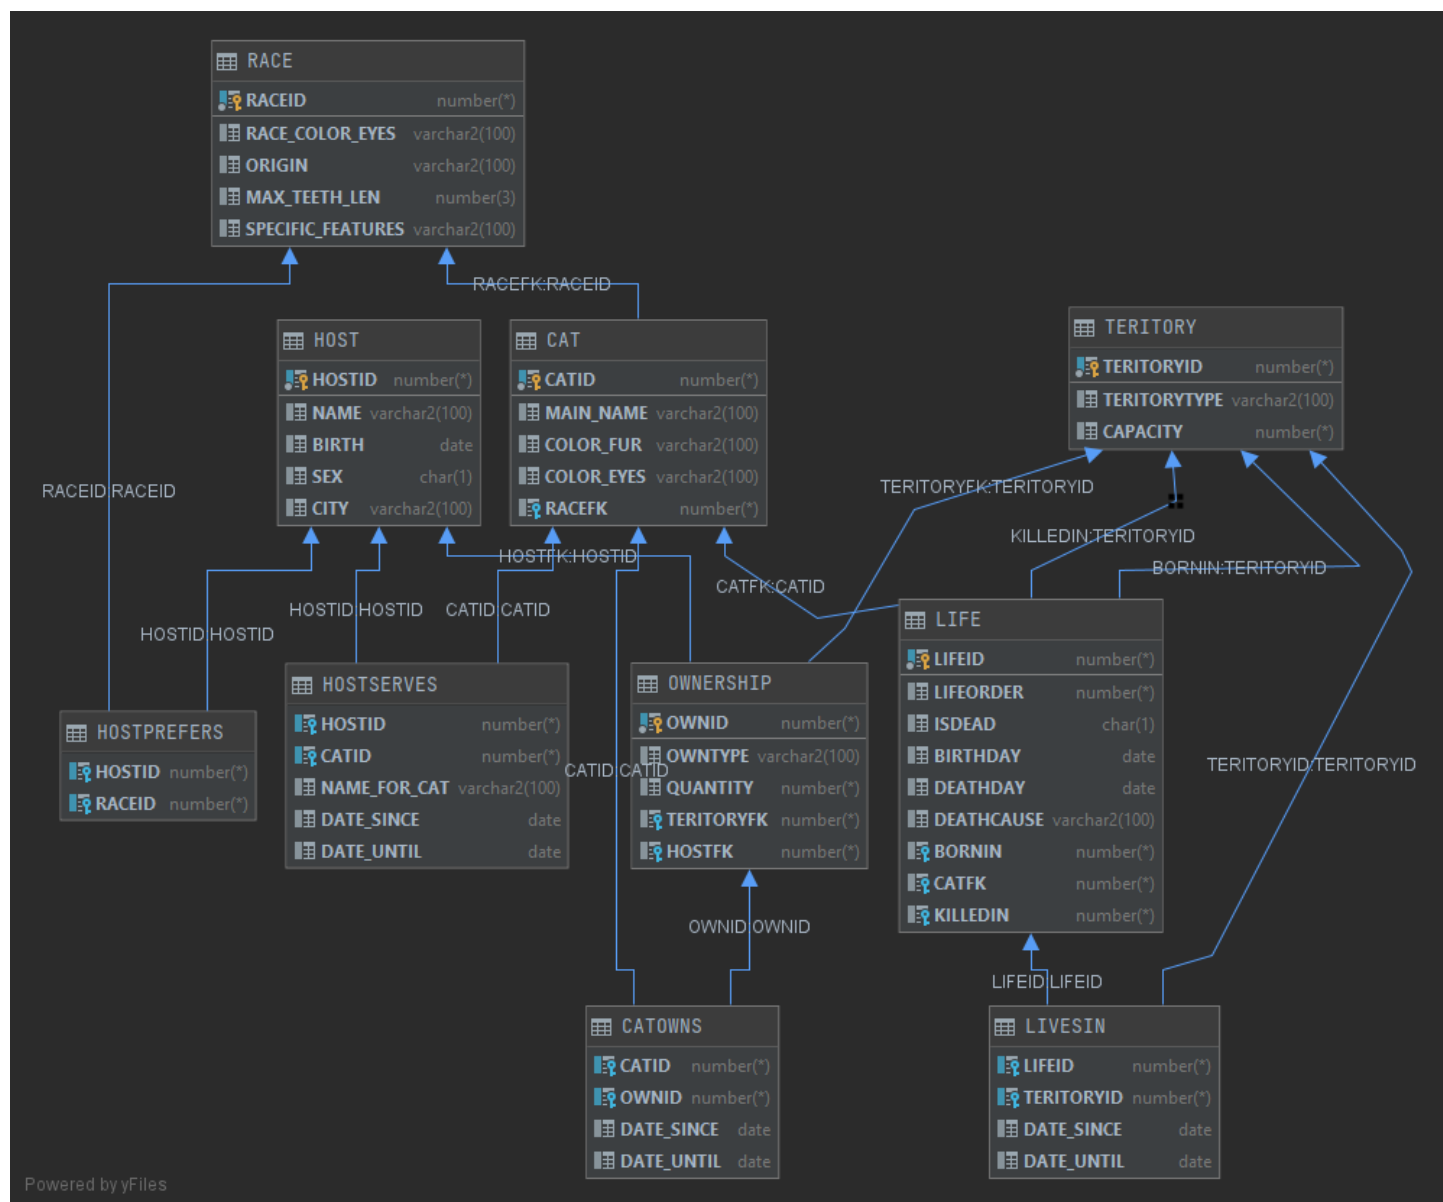 RACE
RACEID number(*)
RACE_COLOR_EYES varchar2(100)
ORIGIN varchar2(100)
MAX_TEETH_LEN number(3)
SPECIFIC_FEATURES varchar2(100)
RACEFK:RACEID
HOST
HOSTID number(*)
NAME varchar2(100)
BIRTH date
SEX char(1)
CITY varchar2(100)
CAT
CATID number(*)
MAIN_NAME varchar2(100)
COLOR_FUR varchar2(100)
COLOR_EYES varchar2(100)
RACEFK number(*)
TERITORY
TERITORYID number(*)
TERITORYTYPE varchar2(100)
CAPACITY number(*)
RACEID:RACEID
TERITORYFK:TERITORYID
KILLEDIN:TERITORYID
HOSTFK:HOSTID
BORNIN:TERITORYID
CATFK:CATID
HOSTID:HOSTID
CATID:CATID
HOSTID:HOSTID
HOSTSERVES
HOSTID number(*)
CATID number(*)
NAME_FOR_CAT varchar2(100)
DATE_SINCE date
DATE_UNTIL date
OWNERSHIP
OWNID number(*)
OWNTYPE varchar2(100)
QUANTITY number(*)
TERITORYFK number(*)
HOSTFK number(*)
LIFE
LIFEID number(*)
LIFEORDER number(*)
ISDEAD char(1)
BIRTHDAY date
DEATHDAY date
DEATHCAUSE varchar2(100)
BORNIN number(*)
CATFK number(*)
KILLEDIN number(*)
HOSTPREFERS
HOSTID number(*)
RACEID number(*)
CATID:CATID
TERITORYID:TERITORYID
OWNID:OWNID
LIFEID:LIFEID
CATOWNS
CATID number(*)
OWNID number(*)
DATE_SINCE date
DATE_UNTIL date
LIVESIN
LIFEID number(*)
TERITORYID number(*)
DATE_SINCE date
DATE_UNTIL date
Powered by yFiles